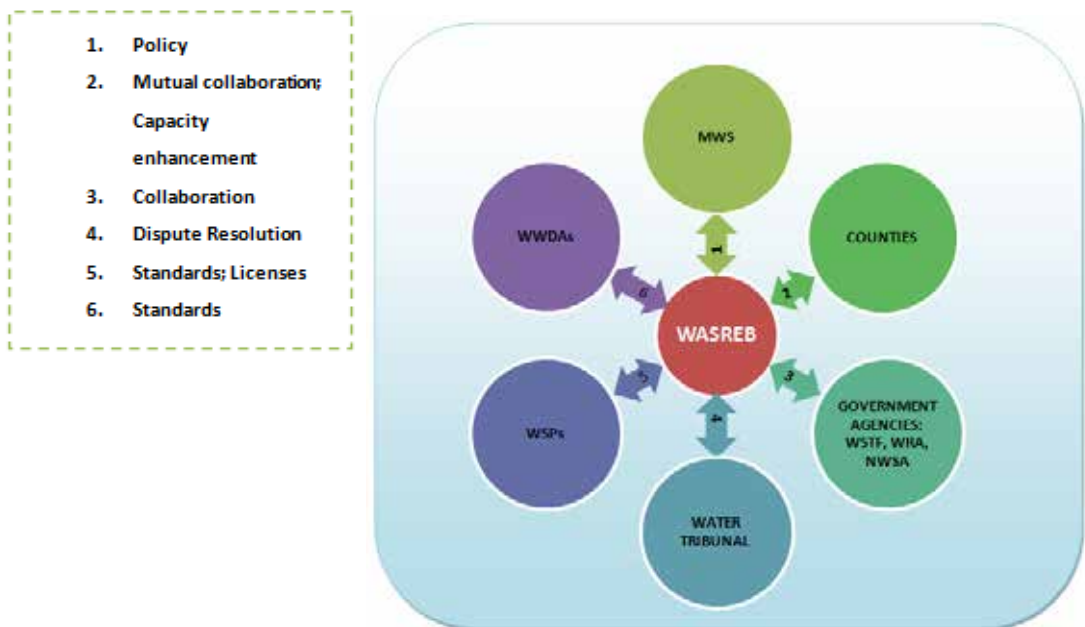 1. Policy
2. Mutual collaboration;
Capacity
enhancement
3. Collaboration
4. Dispute Resolution
5. Standards; Licenses
6. Standards
MWS
WWDAs
COUNTIES
1
6
2
WASREB
5
3
4
WSPs
GOVERNMENT
AGENCIES:
WSTF, WRA,
NWSA
WATER
TRIBUNAL